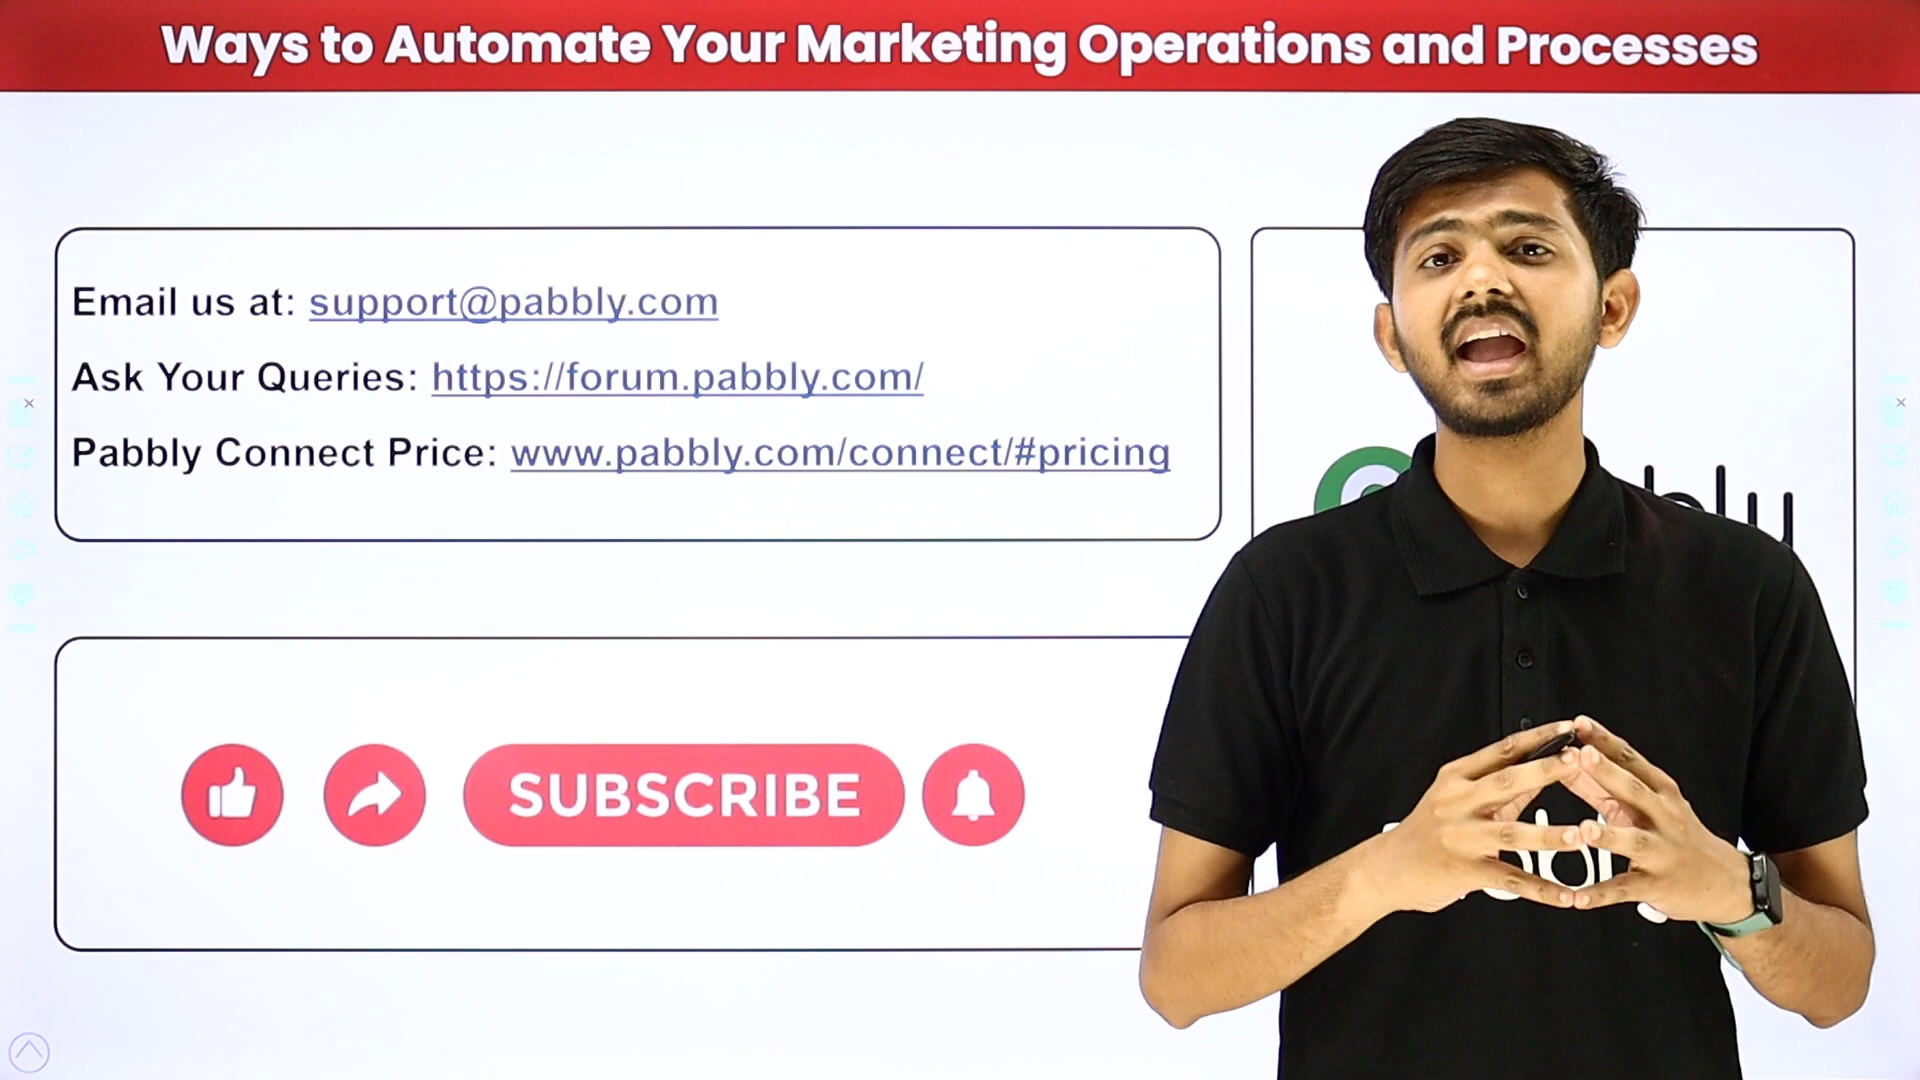 Ways to Automate Your Marketing Operations and Processes
Email us at: support@pabbly.com
Ask Your Queries: https://forum.pabbly.com/
Pabbly Connect Price: www.pabbly.com/connect/#pricing
SUBSCRIBE